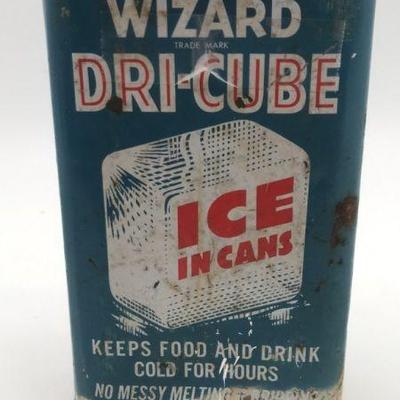 WIZARD
TRADE MARK
DRI-CUBE
ICE
IN CANS
KEEPS FOOD AND DRINK
COLD FOR HOURS
NO MESSY MELTING